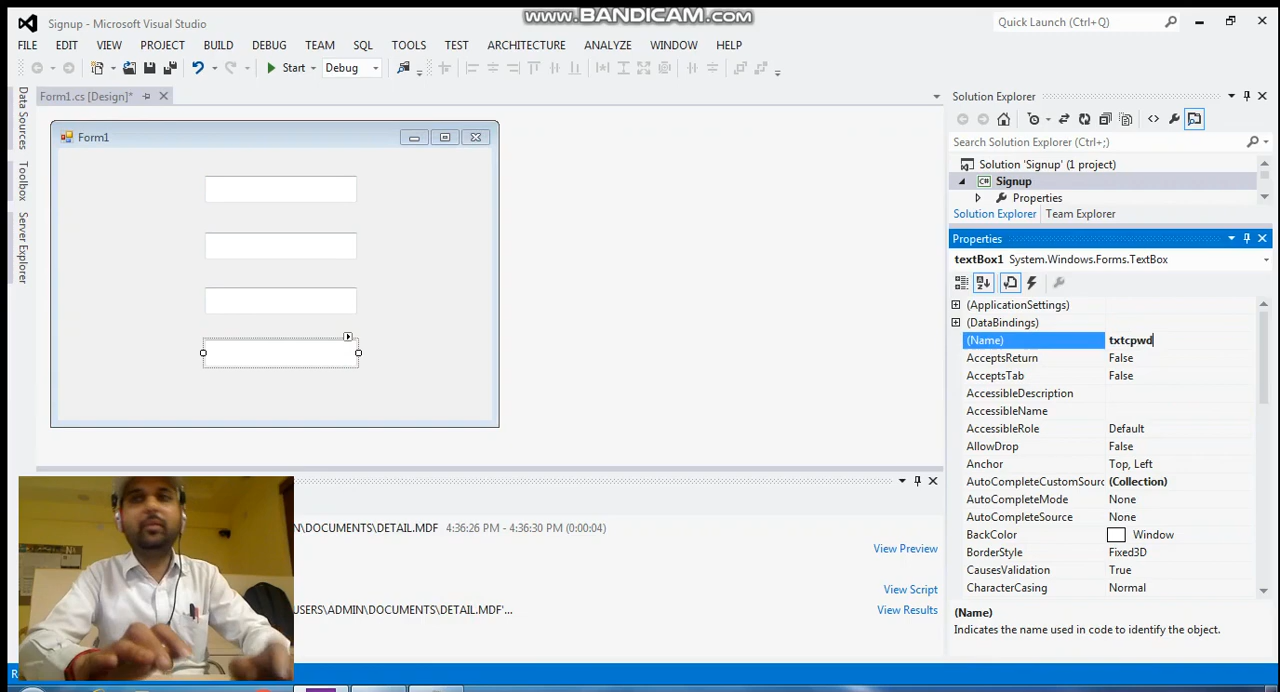 www.BANDICAM.com
Signup - Microsoft Visual Studio
Quick Launch (Ctrl+Q)
FILE EDIT VIEW PROJECT BUILD DEBUG TEAM SQL TOOLS TEST ARCHITECTURE ANALYZE WINDOW HELP
Start Debug
Form1.cs [Design]*
Data Sources
Toolbox
Server Explorer
Form1
Solution Explorer
Search Solution Explorer (Ctrl+;)
Solution 'Signup' (1 project)
C# Signup
Properties
Solution Explorer Team Explorer
Properties
textBox1 System.Windows.Forms.TextBox
(ApplicationSettings)
(DataBindings)
(Name) txtcpwd
AcceptsReturn False
AcceptsTab False
AccessibleDescription
AccessibleName
AccessibleRole Default
AllowDrop False
Anchor Top, Left
AutoCompleteCustomSourc (Collection)
AutoCompleteMode None
AutoCompleteSource None
BackColor Window
BorderStyle Fixed3D
CausesValidation True
CharacterCasing Normal
(Name)
Indicates the name used in code to identify the object.
N\DOCUMENTS\DETAIL.MDF 4:36:26 PM - 4:36:30 PM (0:00:04)
View Preview
View Script
USERS\ADMIN\DOCUMENTS\DETAIL.MDF'...
View Results
R